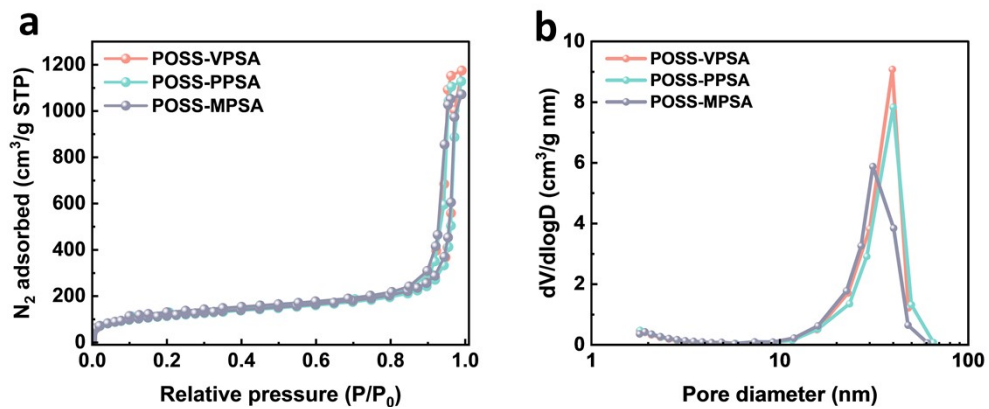 a
N₂ adsorbed (cm³/g STP)
1200
1000
800
600
400
200
0
POSS-VPSA
POSS-PPSA
POSS-MPSA
0.0 0.2 0.4 0.6 0.8 1.0
Relative pressure (P/P₀)
b
dV/dlogD (cm³/g nm)
10
8
6
4
2
0
POSS-VPSA
POSS-PPSA
POSS-MPSA
1 10 100
Pore diameter (nm)